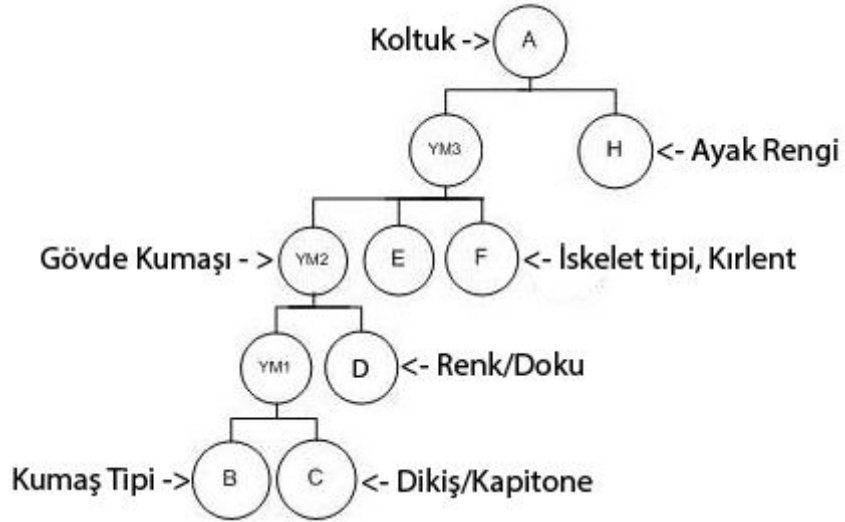 Koltuk -> A
YM3 H <- Ayak Rengi
Gövde Kumaşı - > YM2 E F <- İskelet tipi, Kırlent
YM1 D <- Renk/Doku
Kumaş Tipi -> B C <- Dikiş/Kapitone